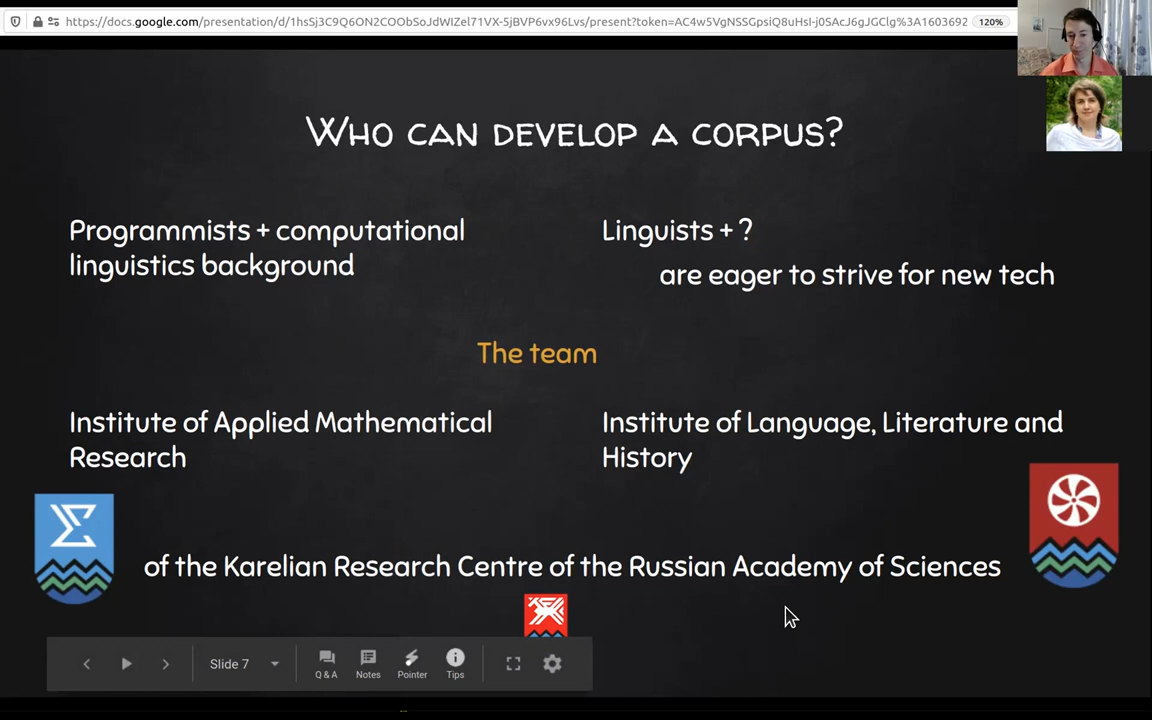 https://docs.google.com/presentation/d/1hsSj3C9Q6ON2COObSoJdWIZel71VX-5jBVP6vx96Lvs/present?token=AC4w5VgNSSGpsiQ8uHsI-j0SAcJ6gJGClg%3A1603692 120%
Who can develop a corpus?
Programmists + computational
linguistics background
Linguists + ?
are eager to strive for new tech
The team
Institute of Applied Mathematical
Research
Institute of Language, Literature and
History
of the Karelian Research Centre of the Russian Academy of Sciences
Slide 7
Q & A
Notes
Pointer
Tips